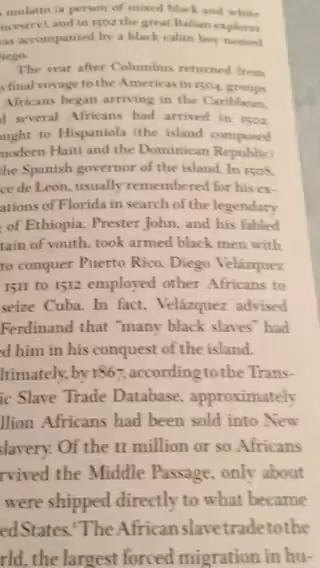 mulatto (a person of mixed black and white
ancestry), and in 1502 the great Italian explorer
was accompanied by a black cabin boy named
Diego.
The year after Columbus returned from
final voyage to the Americas in 1504, groups
Africans began arriving in the Caribbean,
d several Africans had arrived in 1502,
ought to Hispaniola (the island composed
modern Haiti and the Dominican Republic)
the Spanish governor of the island. In 1508,
ce de Leon, usually remembered for his ex-
ations of Florida in search of the legendary
of Ethiopia, Prester John, and his fabled
tain of youth, took armed black men with
to conquer Puerto Rico. Diego Velázquez
1511 to 1512 employed other Africans to
seize Cuba. In fact, Velázquez advised
Ferdinand that "many black slaves" had
ed him in his conquest of the island.
ltimately, by 1867, according to the Trans-
ic Slave Trade Database, approximately
llion Africans had been sold into New
slavery. Of the 11 million or so Africans
rvived the Middle Passage, only about
were shipped directly to what became
ed States.² The African slave trade to the
rld, the largest forced migration in hu-